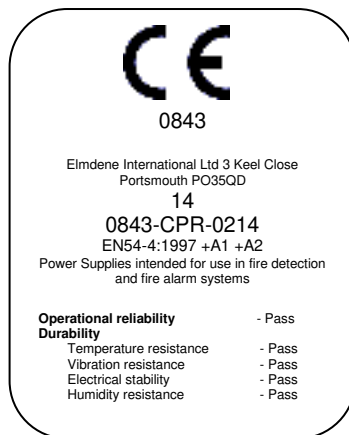 CE
0843
Elmdene International Ltd 3 Keel Close
Portsmouth PO35QD
14
0843-CPR-0214
EN54-4:1997 +A1 +A2
Power Supplies intended for use in fire detection
and fire alarm systems
Operational reliability - Pass
Durability
Temperature resistance - Pass
Vibration resistance - Pass
Electrical stability - Pass
Humidity resistance - Pass